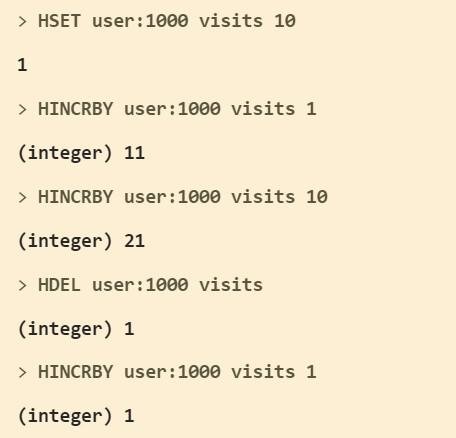 > HSET user:1000 visits 10
1
> HINCRBY user:1000 visits 1
(integer) 11
> HINCRBY user:1000 visits 10
(integer) 21
> HDEL user:1000 visits
(integer) 1
> HINCRBY user:1000 visits 1
(integer) 1